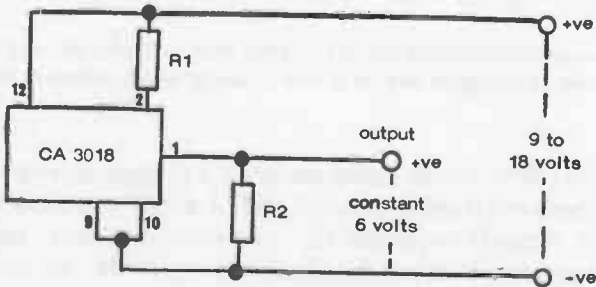 +ve
R1
12
2
CA 3018
1
output
+ve
9 to
18 volts
R2
constant
6 volts
9
10
-ve